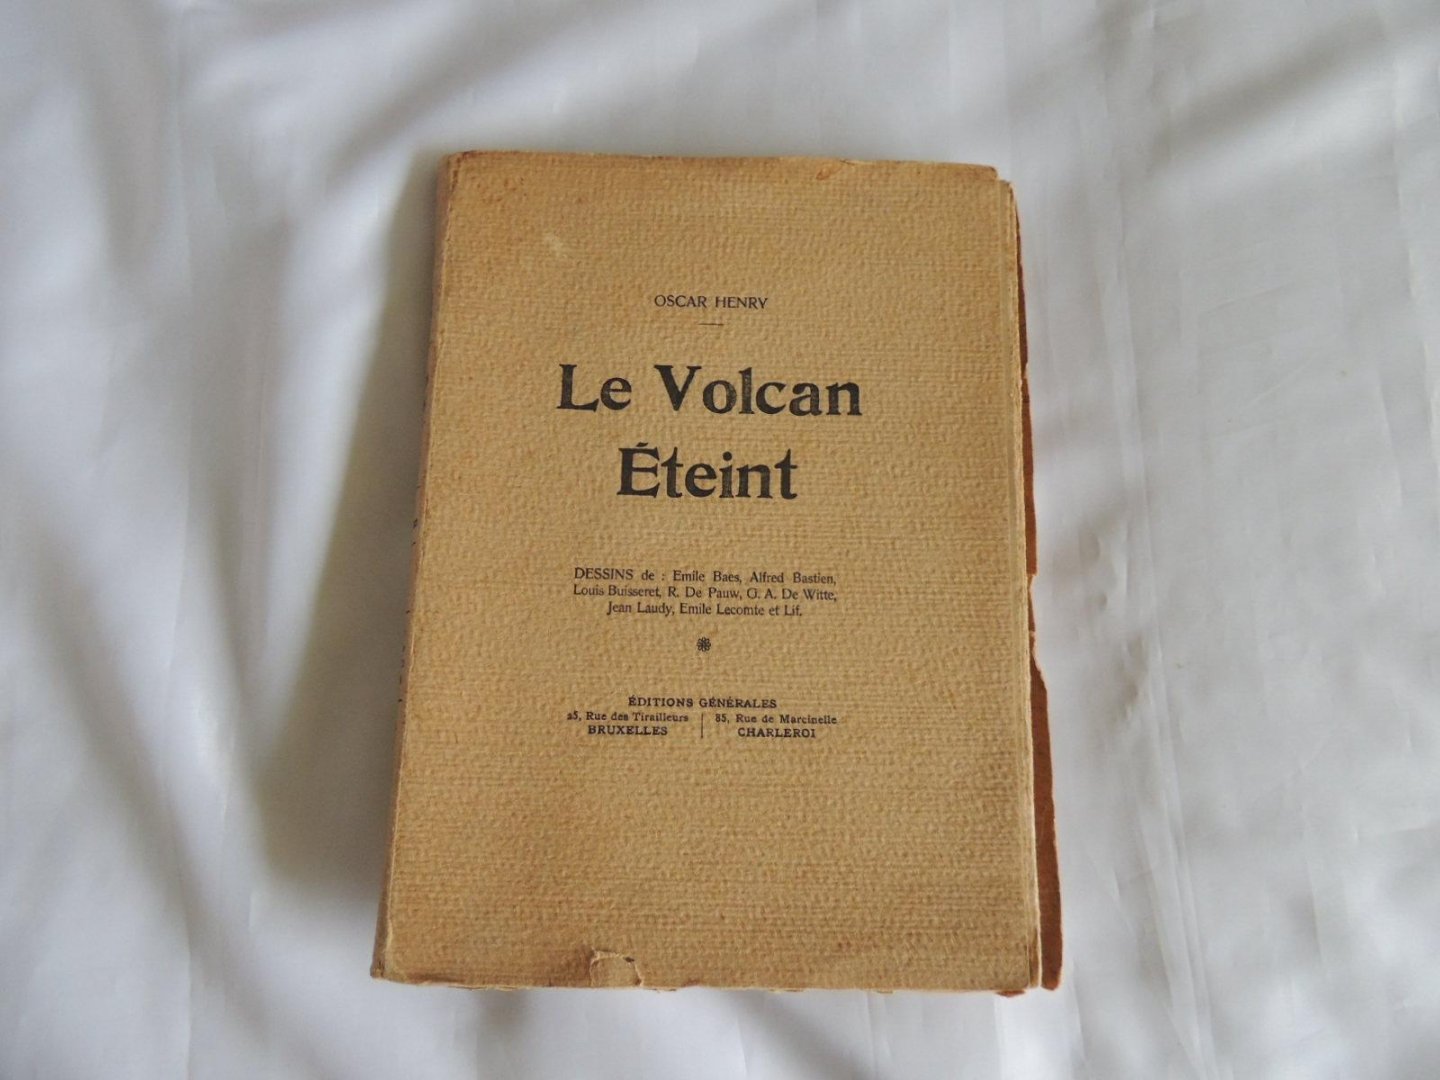 OSCAR HENRY
Le Volcan
Éteint
DESSINS de : Emile Baes, Alfred Bastien,
Louis Buisseret, R. De Pauw, G. A. De Witte,
Jean Laudy, Emile Lecomte et Lif.
ÉDITIONS GÉNÉRALES
25, Rue des Tirailleurs | 85, Rue de Marcinelle
BRUXELLES | CHARLEROI